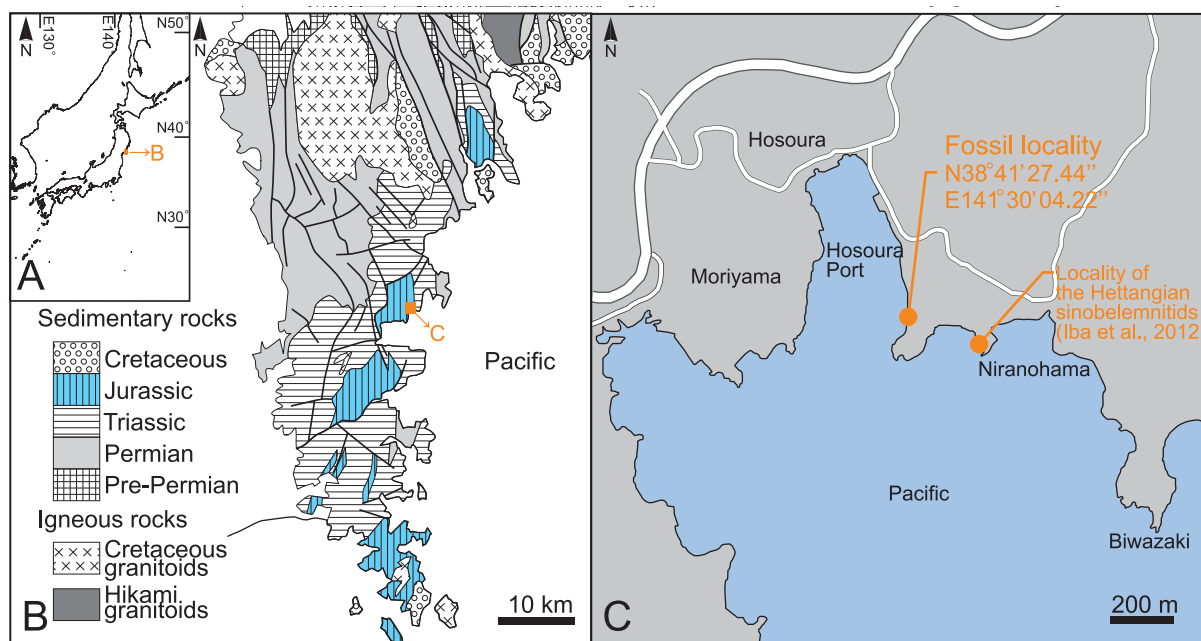 E130°
E140°
N50°
N
N40°
B
N30°
A
Sedimentary rocks
Cretaceous
Jurassic
Triassic
Permian
Pre-Permian
Igneous rocks
Cretaceous
granitoids
Hikami
granitoids
N
C
Pacific
B
10 km
N
Hosoura
Fossil locality
N38°41'27.44"
E141°30'04.22"
Hosoura
Port
Moriyama
Locality of
the Hettangian
sinobelemnitids
(Iba et al., 2012
Niranohama
Pacific
Biwazaki
C
200 m